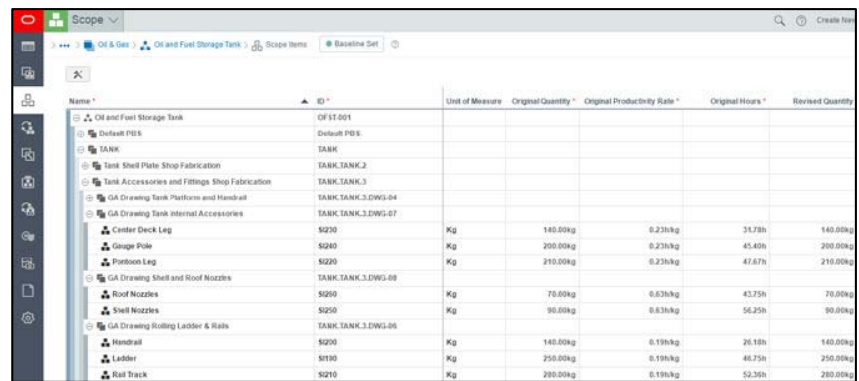 Scope
Create New
> ••• > Oil & Gas > Oil and Fuel Storage Tank > Scope Items Baseline Set
Name * ID * Unit of Measure Original Quantity * Original Productivity Rate * Original Hours * Revised Quantity
Oil and Fuel Storage Tank OFST-001
Default PBS Default PBS
TANK TANK
Tank Shell Plate Shop Fabrication TANK.TANK.2
Tank Accessories and Fittings Shop Fabrication TANK.TANK.3
GA Drawing Tank Platform and Handrail TANK.TANK.3.DWG-04
GA Drawing Tank internal Accessories TANK.TANK.3.DWG-07
Center Deck Leg SI230 Kg 140.00kg 0.23h/kg 31.78h 140.00kg
Gauge Pole SI240 Kg 200.00kg 0.23h/kg 45.40h 200.00kg
Pontoon Leg SI220 Kg 210.00kg 0.23h/kg 47.67h 210.00kg
GA Drawing Shell and Roof Nozzles TANK.TANK.3.DWG-08
Roof Nozzles SI260 Kg 70.00kg 0.63h/kg 43.75h 70.00kg
Shell Nozzles SI250 Kg 90.00kg 0.63h/kg 56.25h 90.00kg
GA Drawing Rolling Ladder & Rails TANK.TANK.3.DWG-06
Handrail SI200 Kg 140.00kg 0.19h/kg 26.18h 140.00kg
Ladder SI190 Kg 250.00kg 0.19h/kg 46.75h 250.00kg
Rail Track SI210 Kg 280.00kg 0.19h/kg 52.36h 280.00kg